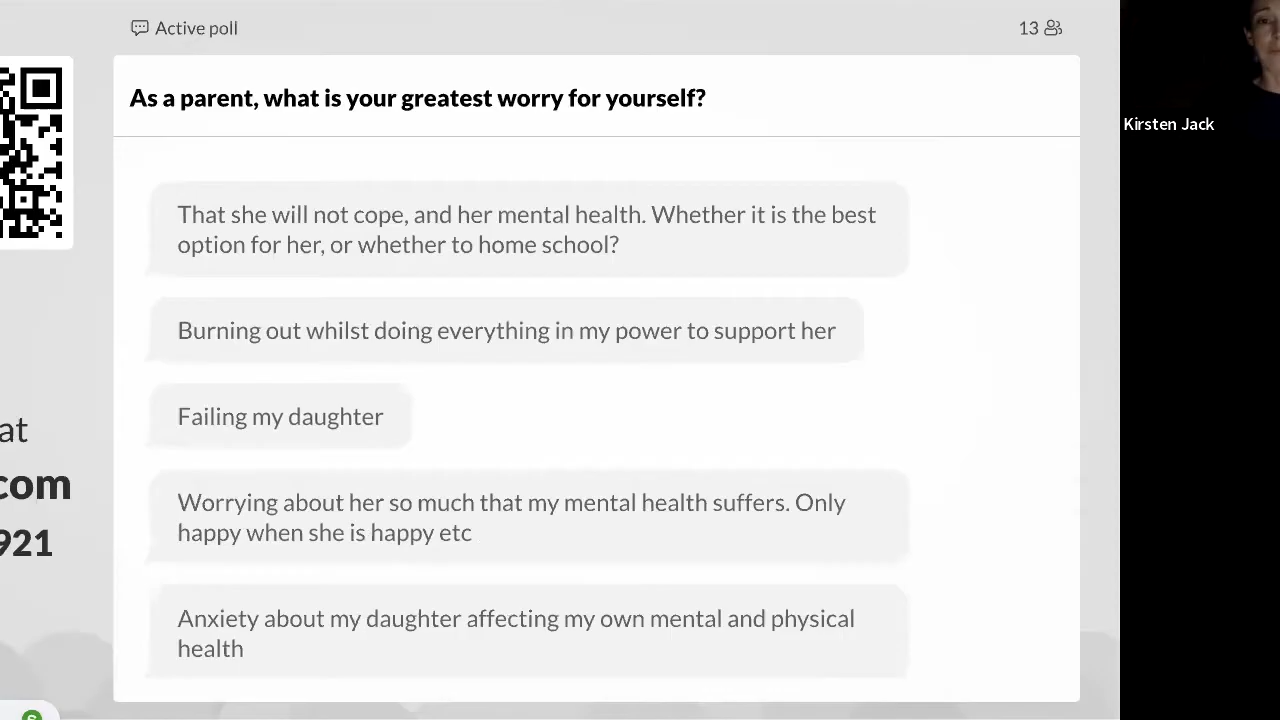 Active poll
13
As a parent, what is your greatest worry for yourself?
Kirsten Jack
That she will not cope, and her mental health. Whether it is the best
option for her, or whether to home school?
Burning out whilst doing everything in my power to support her
Failing my daughter
at
com
921
Worrying about her so much that my mental health suffers. Only
happy when she is happy etc
Anxiety about my daughter affecting my own mental and physical
health